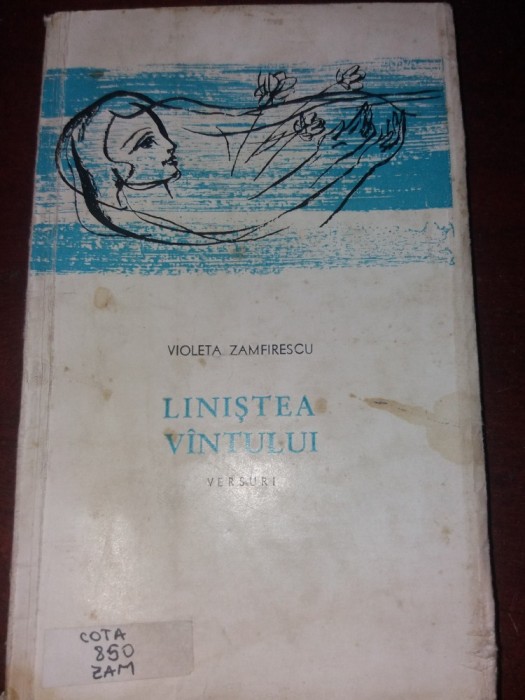 VIOLETA ZAMFIRESCU
LINIȘTEA
VÎNTULUI
VERSURI
COTA
850
ZAM